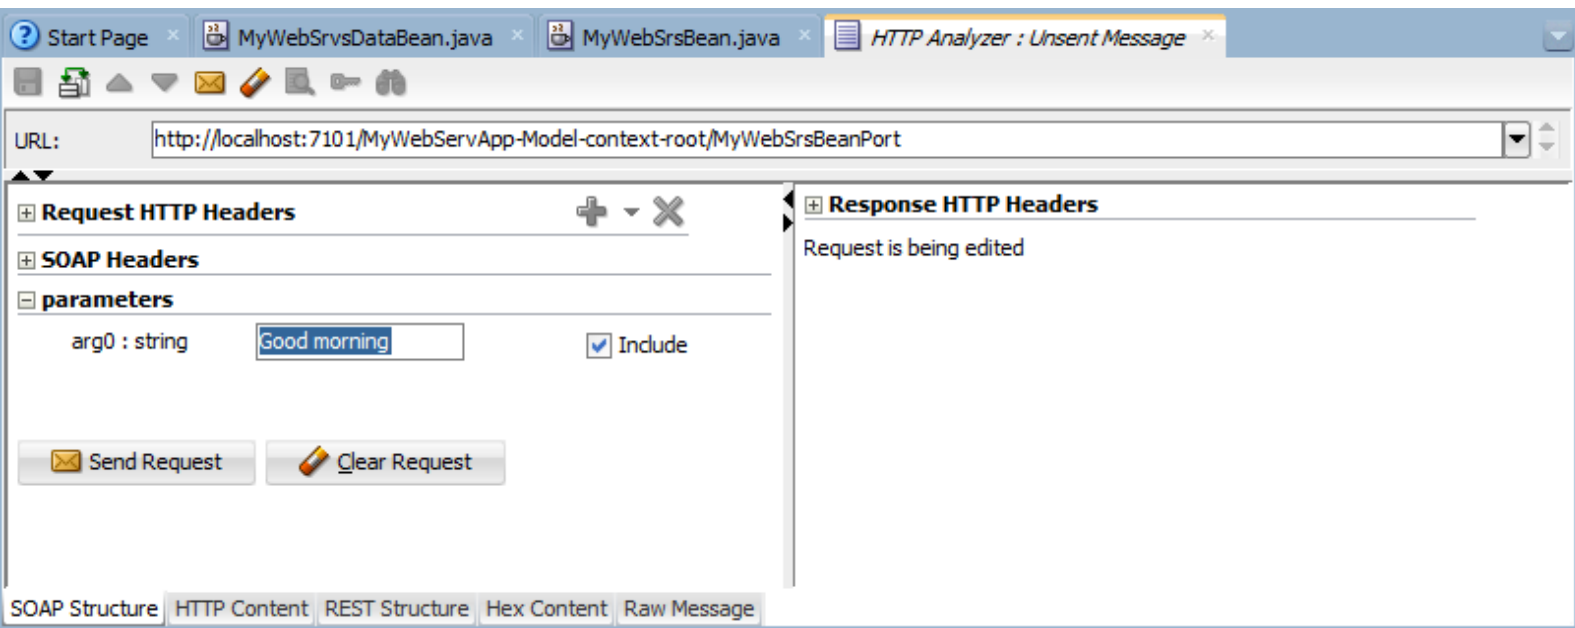 Start Page MyWebSrvsDataBean.java MyWebSrsBean.java HTTP Analyzer : Unsent Message
URL: http://localhost:7101/MyWebServApp-Model-context-root/MyWebSrsBeanPort
Request HTTP Headers
SOAP Headers
parameters
arg0 : string Good morning Include
Send Request Clear Request
Response HTTP Headers
Request is being edited
SOAP Structure HTTP Content REST Structure Hex Content Raw Message